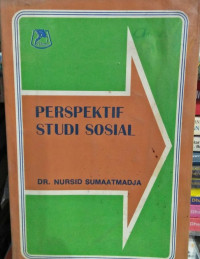 PERSPEKTIF
STUDI SOSIAL
DR. NURSID SUMAATMADJA